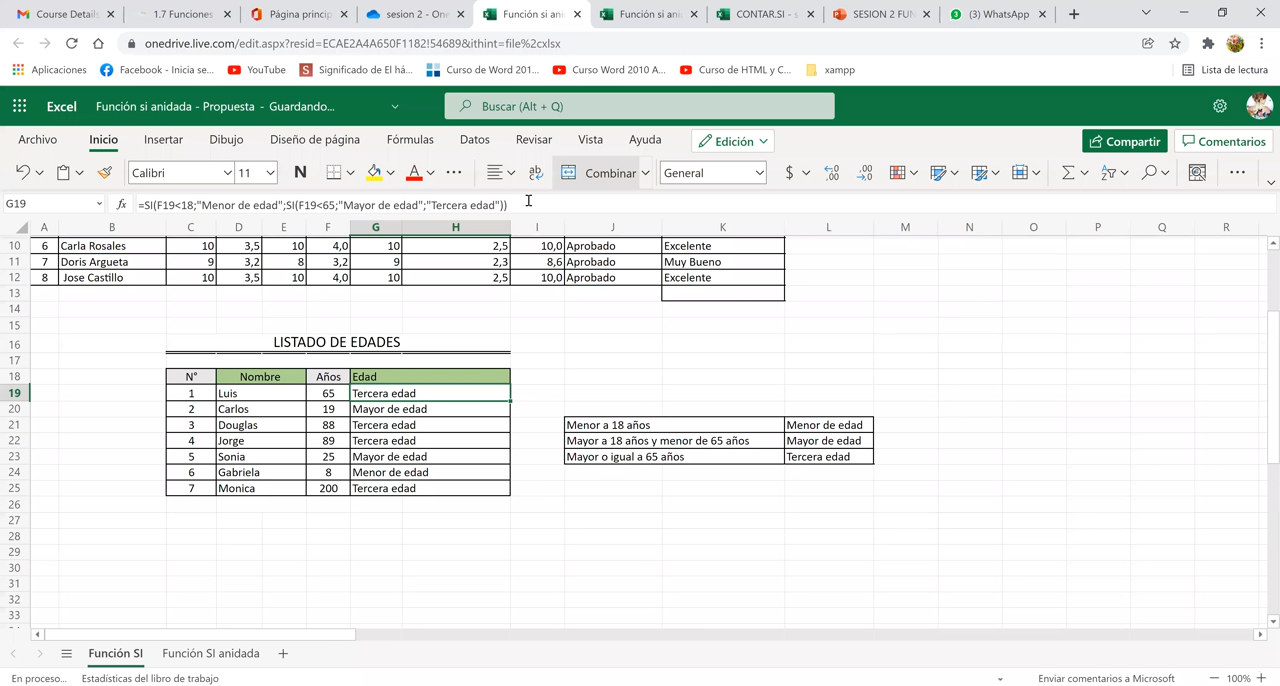 Course Detail
1.7 Funciones
Página princip
sesion 2 - One
Función si ani
Función si ani
CONTAR.SI - s
SESION 2 FUN
(3) WhatsApp
onedrive.live.com/edit.aspx?resid=ECAE2A4A650F1182!54689&ithint=file%2cxlsx
Aplicaciones
Facebook - Inicia se...
YouTube
Significado de El há...
Curso de Word 201...
Curso Word 2010 A...
Curso de HTML y C...
xampp
Lista de lectura
Excel
Función si anidada - Propuesta - Guardando...
Buscar (Alt + Q)
Archivo
Inicio
Insertar
Dibujo
Diseño de página
Fórmulas
Datos
Revisar
Vista
Ayuda
Edición
Compartir
Comentarios
Calibri
11
N
Combinar
General
$
G19
fx
=SI(F19<18;"Menor de edad";SI(F19<65;"Mayor de edad";"Tercera edad"))
A B C D E F G H I J K L M N O P Q R
10 6 Carla Rosales 10 3,5 10 4,0 10 2,5 10,0 Aprobado Excelente
11 7 Doris Argueta 9 3,2 8 3,2 9 2,3 8,6 Aprobado Muy Bueno
12 8 Jose Castillo 10 3,5 10 4,0 10 2,5 10,0 Aprobado Excelente
13
14
15
16 LISTADO DE EDADES
17
18 N° Nombre Años Edad
19 1 Luis 65 Tercera edad
20 2 Carlos 19 Mayor de edad
21 3 Douglas 88 Tercera edad Menor a 18 años Menor de edad
22 4 Jorge 89 Tercera edad Mayor a 18 años y menor de 65 años Mayor de edad
23 5 Sonia 25 Mayor de edad Mayor o igual a 65 años Tercera edad
24 6 Gabriela 8 Menor de edad
25 7 Monica 200 Tercera edad
26
27
28
29
30
31
32
33
Función SI
Función SI anidada
En proceso...
Estadísticas del libro de trabajo
Enviar comentarios a Microsoft
100%